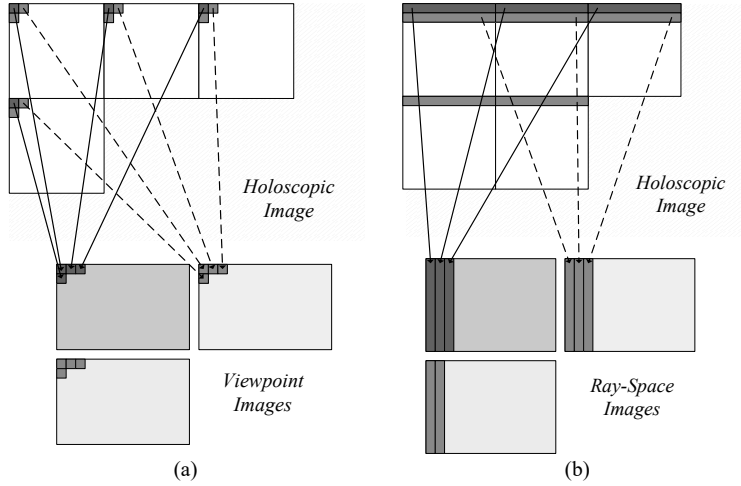 Holoscopic
Image
Viewpoint
Images
(a)
Holoscopic
Image
Ray-Space
Images
(b)